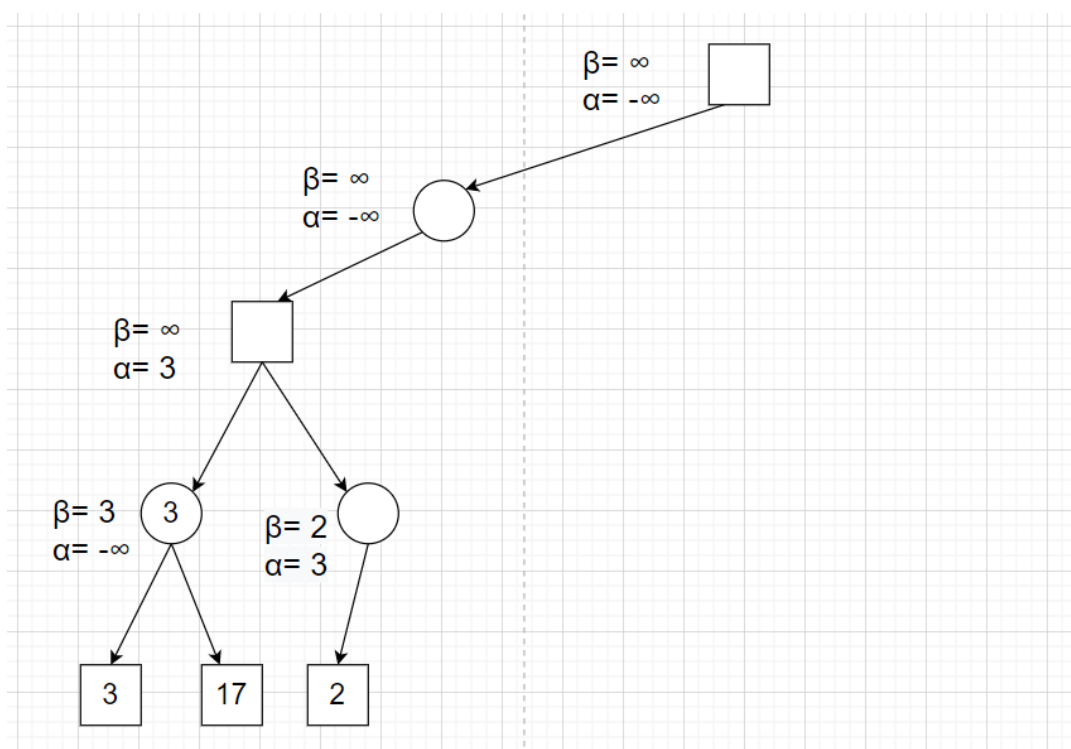 β= ∞
α= -∞
β= ∞
α= -∞
β= ∞
α= 3
β= 3
α= -∞
3
β= 2
α= 3
3
17
2